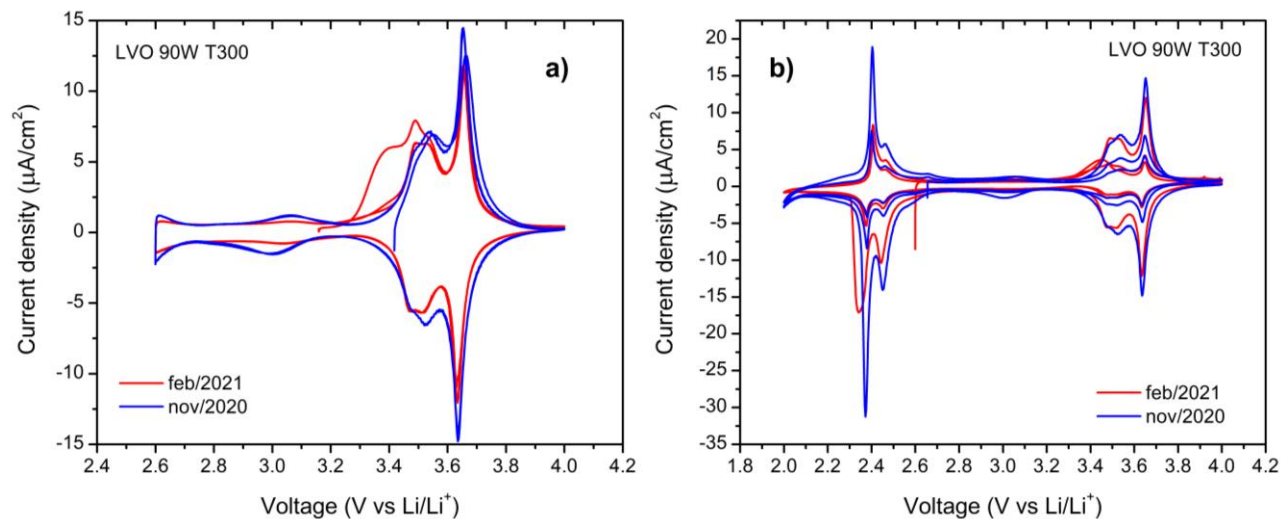 LVO 90W T300
a)
Current density (µA/cm²)
15
10
5
0
-5
-10
-15
feb/2021
nov/2020
2.4 2.6 2.8 3.0 3.2 3.4 3.6 3.8 4.0 4.2
Voltage (V vs Li/Li⁺)
LVO 90W T300
b)
Current density (µA/cm²)
20
15
10
5
0
-5
-10
-15
-20
-25
-30
-35
feb/2021
nov/2020
1.8 2.0 2.2 2.4 2.6 2.8 3.0 3.2 3.4 3.6 3.8 4.0 4.2
Voltage (V vs Li/Li⁺)